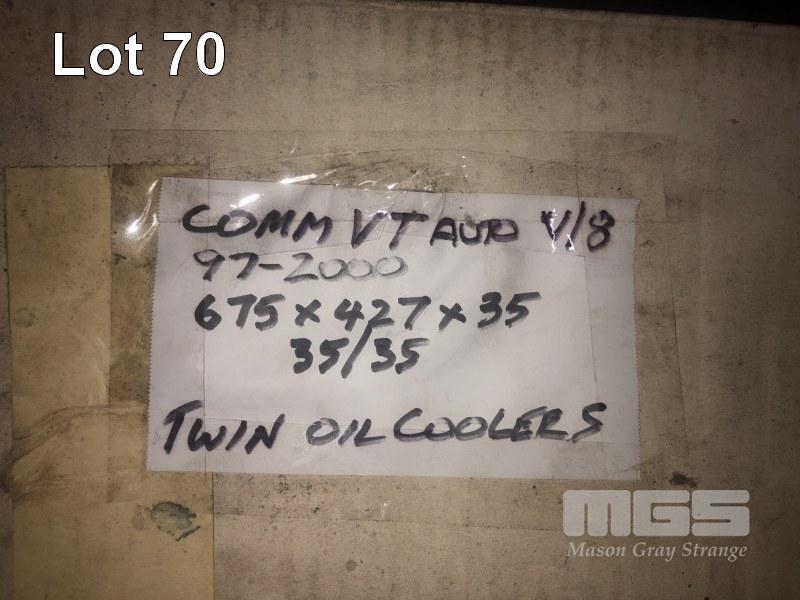 Lot 70
COMM VT AUTO V/8
97-2000
675 x 427 x 35
35/35
TWIN OIL COOLERS
MGS
Mason Gray Strange